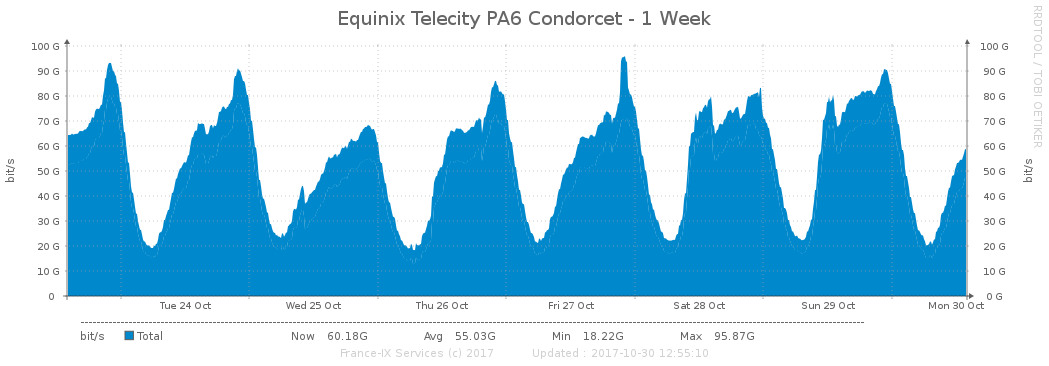 Equinix Telecity PA6 Condorcet - 1 Week
RRDTOOL / TOBI OETIKER
bit/s
100 G
90 G
80 G
70 G
60 G
50 G
40 G
30 G
20 G
10 G
0
100 G
90 G
80 G
70 G
60 G
50 G
40 G
30 G
20 G
10 G
0 G
bit/s
Tue 24 Oct Wed 25 Oct Thu 26 Oct Fri 27 Oct Sat 28 Oct Sun 29 Oct Mon 30 Oct
bit/s Total Now 60.18G Avg 55.03G Min 18.22G Max 95.87G
France-IX Services (c) 2017 Updated : 2017-10-30 12:55:10